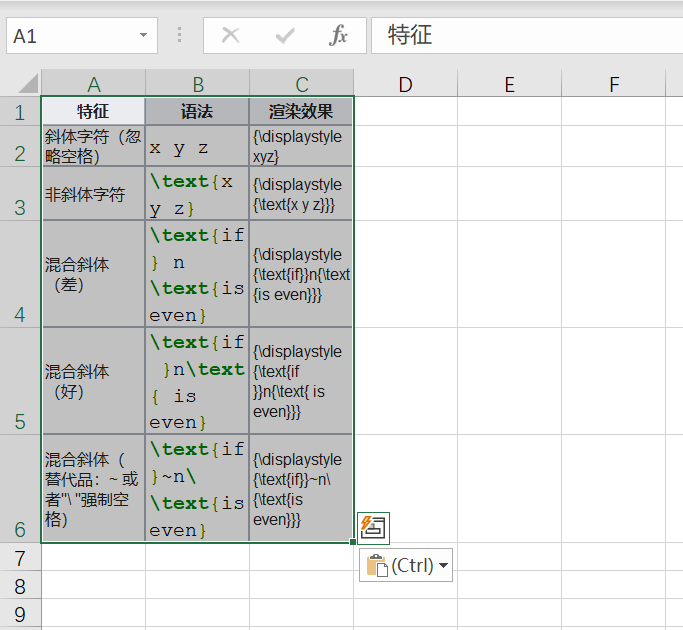 A1
fx
特征
A B C D E F
1 特征 语法 渲染效果
2
斜体字符（忽
略空格）
x y z
{\displaystyle
xyz}
3
非斜体字符
\text{x
y z}
{\displaystyle
{\text{x y z}}}
4
混合斜体
（差）
\text{if
} n
\text{is
even}
{\displaystyle
{\text{if}}n{\text
{is even}}}
5
混合斜体
（好）
\text{if
}n\text
{ is
even}
{\displaystyle
{\text{if
}}n{\text{ is
even}}}
6
混合斜体（
替代品：~ 或
者"\ "强制空
格)
\text{if
}~n\
\text{is
even}
{\displaystyle
{\text{if}}~n\
{\text{is
even}}}
7
(Ctrl)
8
9